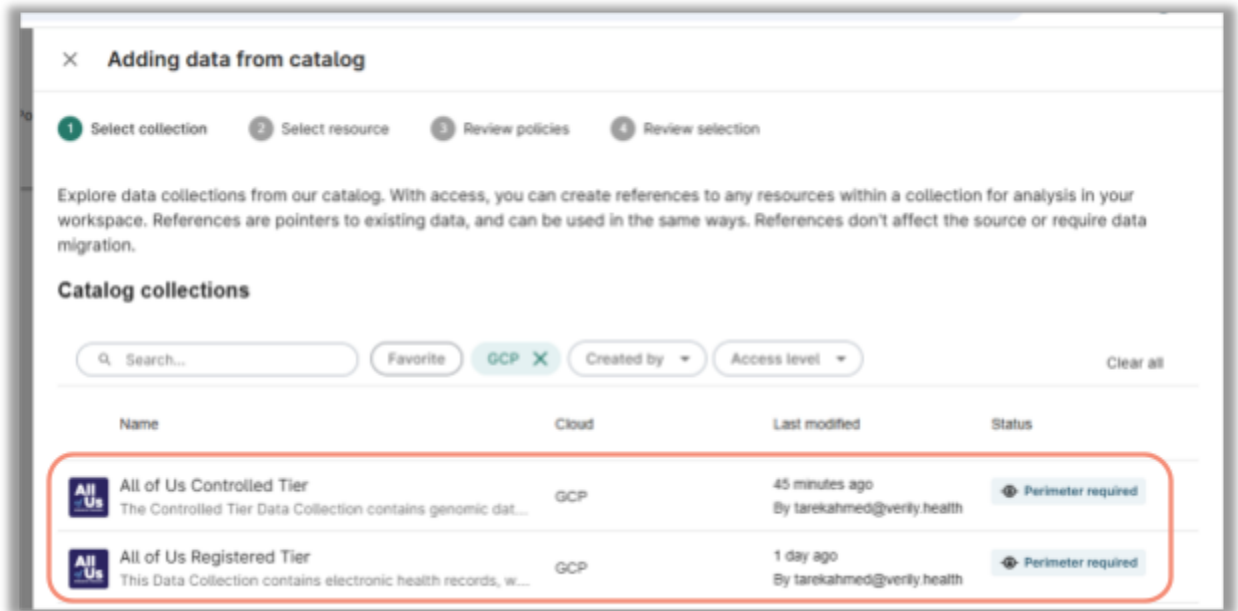 Adding data from catalog
1 Select collection 2 Select resource 3 Review policies 4 Review selection
Explore data collections from our catalog. With access, you can create references to any resources within a collection for analysis in your
workspace. References are pointers to existing data, and can be used in the same ways. References don't affect the source or require data
migration.
Catalog collections
Search... Favorite GCP Created by Access level Clear all
Name Cloud Last modified Status
All of Us All of Us Controlled Tier GCP 45 minutes ago Perimeter required
The Controlled Tier Data Collection contains genomic dat... By tarekahmed@verily.health
All of Us All of Us Registered Tier GCP 1 day ago Perimeter required
This Data Collection contains electronic health records, w... By tarekahmed@verily.health